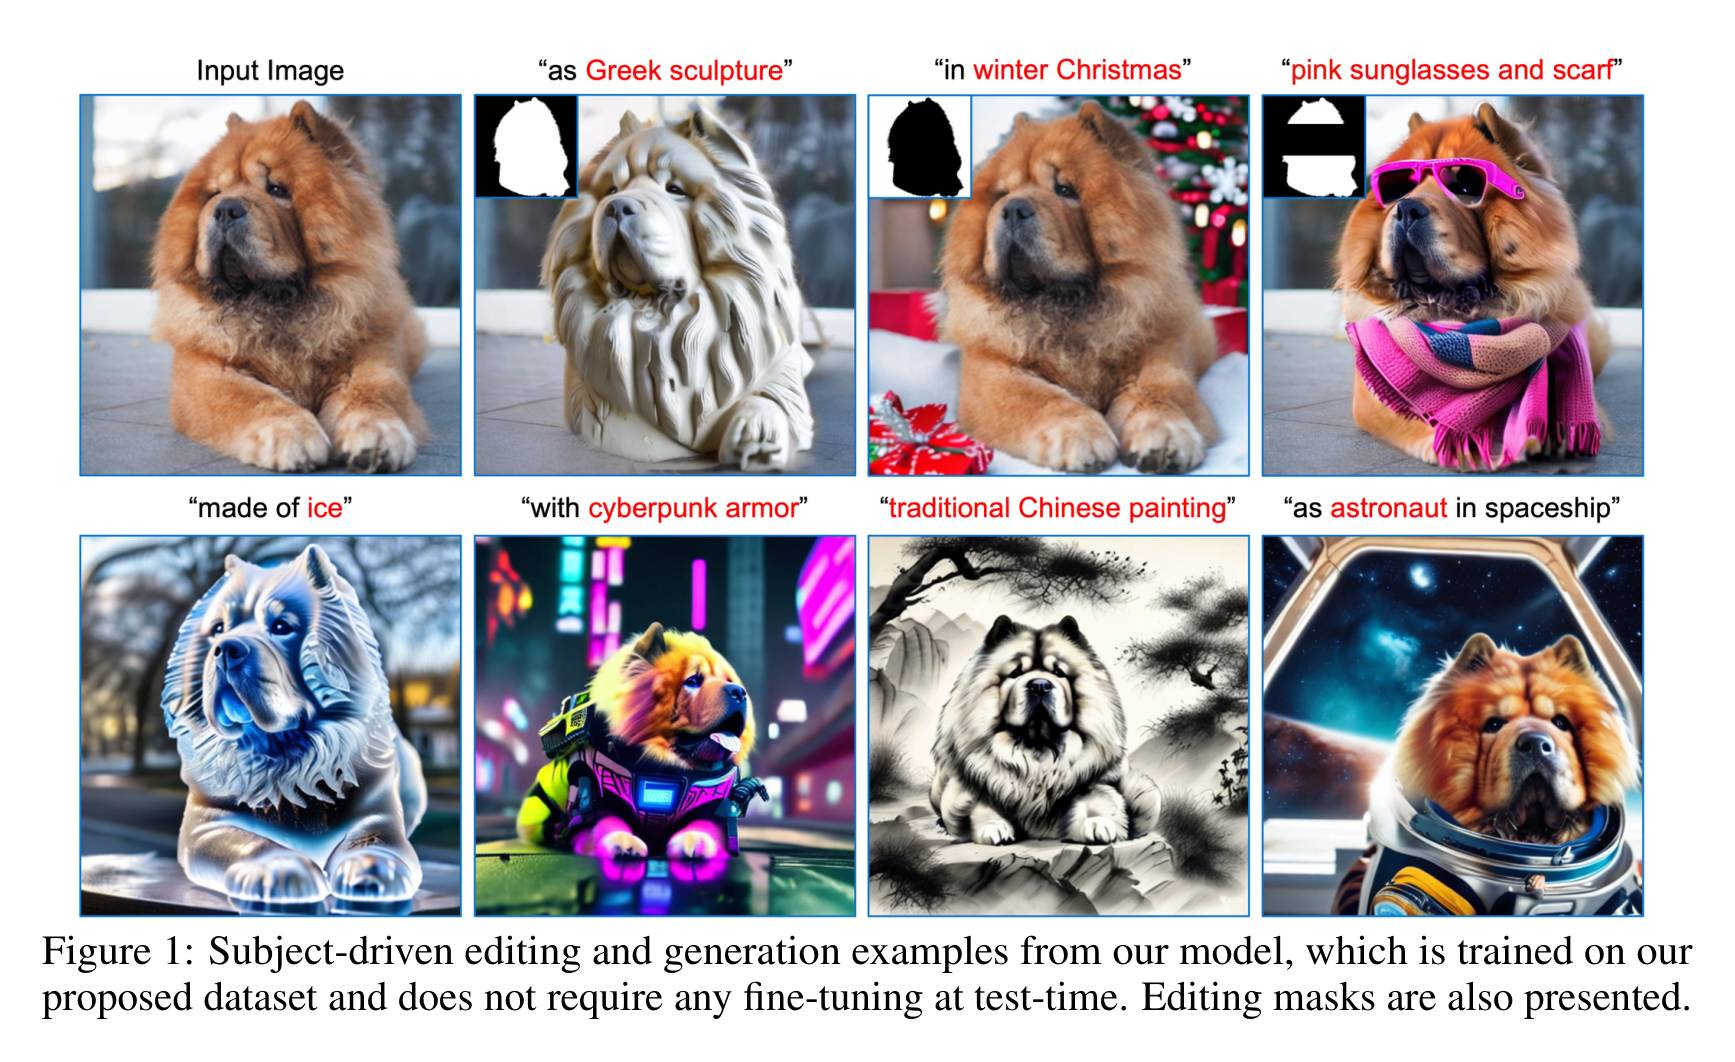 Input Image
“as Greek sculpture”
“in winter Christmas”
“pink sunglasses and scarf”
“made of ice”
“with cyberpunk armor”
“traditional Chinese painting”
“as astronaut in spaceship”
Figure 1: Subject-driven editing and generation examples from our model, which is trained on our
proposed dataset and does not require any fine-tuning at test-time. Editing masks are also presented.